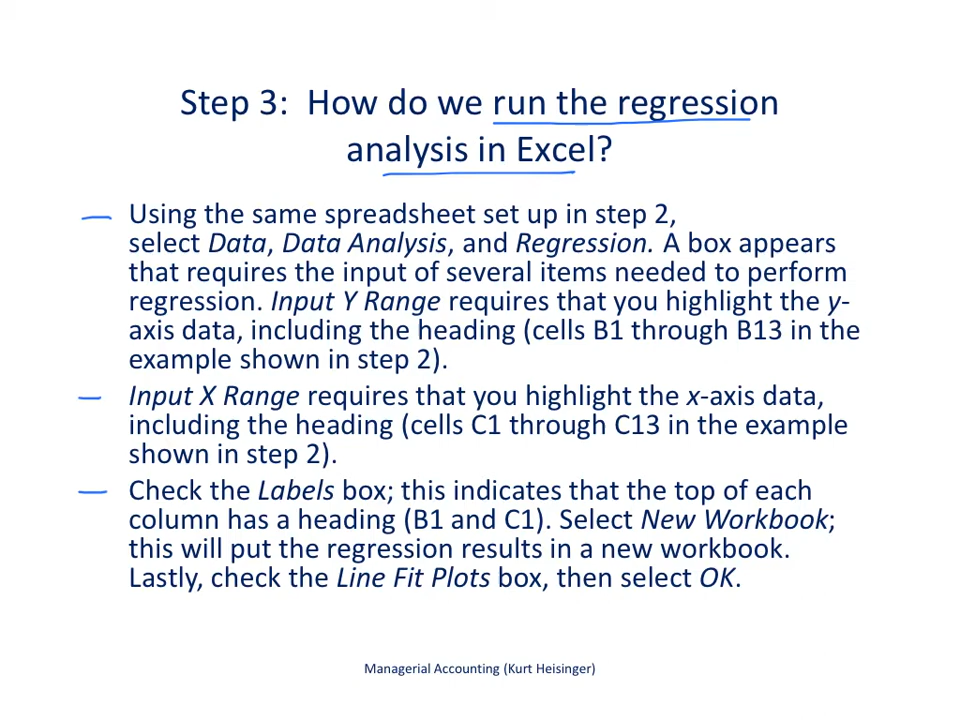 Step 3:  How do we run the regression
analysis in Excel?
Using the same spreadsheet set up in step 2,
select Data, Data Analysis, and Regression. A box appears
that requires the input of several items needed to perform
regression. Input Y Range requires that you highlight the y-
axis data, including the heading (cells B1 through B13 in the
example shown in step 2).
Input X Range requires that you highlight the x-axis data,
including the heading (cells C1 through C13 in the example
shown in step 2).
Check the Labels box; this indicates that the top of each
column has a heading (B1 and C1). Select New Workbook;
this will put the regression results in a new workbook.
Lastly, check the Line Fit Plots box, then select OK.
Managerial Accounting (Kurt Heisinger)